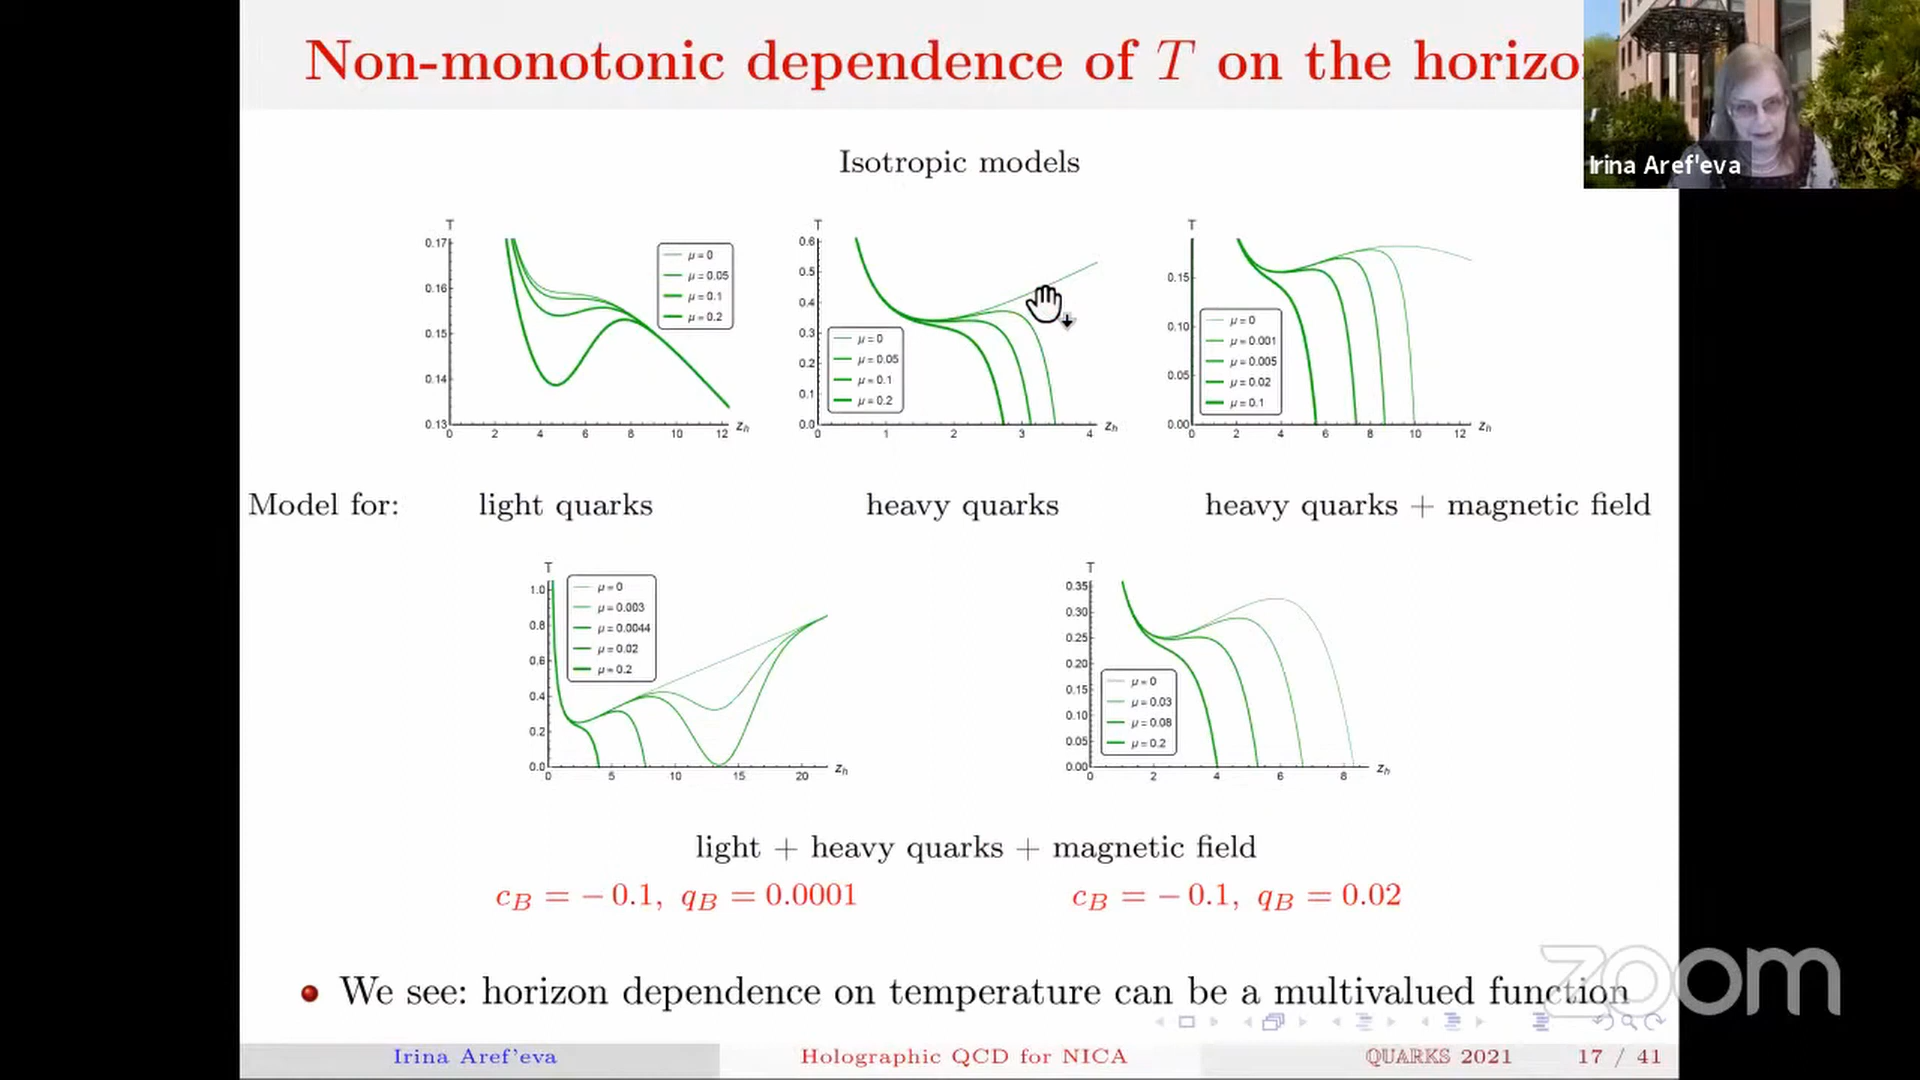 Non-monotonic dependence of T on the horizo
Irina Aref'eva
Isotropic models
T
0.17
0.16
0.15
0.14
0.13
0 2 4 6 8 10 12 zh
μ=0
μ=0.05
μ=0.1
μ=0.2
T
0.6
0.5
0.4
0.3
0.2
0.1
0.0
0 1 2 3 4 zh
μ=0
μ=0.05
μ=0.1
μ=0.2
T
0.15
0.10
0.05
0.00
0 2 4 6 8 10 12 zh
μ=0
μ=0.001
μ=0.005
μ=0.02
μ=0.1
Model for: light quarks heavy quarks heavy quarks + magnetic field
T
1.0
0.8
0.6
0.4
0.2
0.0
0 5 10 15 20 zh
μ=0
μ=0.003
μ=0.0044
μ=0.02
μ=0.2
T
0.35
0.30
0.25
0.20
0.15
0.10
0.05
0.00
0 2 4 6 8 zh
μ=0
μ=0.03
μ=0.08
μ=0.2
light + heavy quarks + magnetic field
cB = −0.1, qB = 0.0001 cB = −0.1, qB = 0.02
We see: horizon dependence on temperature can be a multivalued function
zoom
Irina Aref'eva Holographic QCD for NICA QUARKS 2021 17 / 41